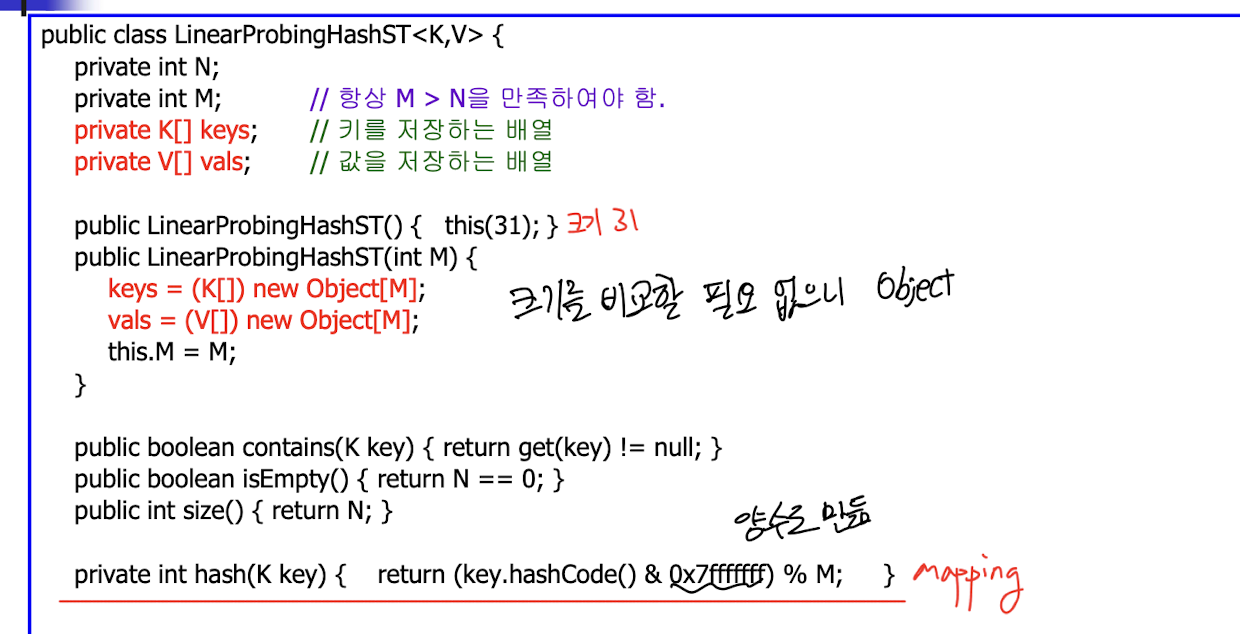 public class LinearProbingHashST<K,V> {
private int N;
private int M; // 항상 M > N을 만족하여야 함.
private K[] keys; // 키를 저장하는 배열
private V[] vals; // 값을 저장하는 배열
public LinearProbingHashST() { this(31); } 크기 31
public LinearProbingHashST(int M) {
keys = (K[]) new Object[M];
크기를 비교할 필요 없으니 Object
vals = (V[]) new Object[M];
this.M = M;
}
public boolean contains(K key) { return get(key) != null; }
public boolean isEmpty() { return N == 0; }
public int size() { return N; }
양수로 만듦
private int hash(K key) { return (key.hashCode() & 0x7fffffff) % M; } mapping